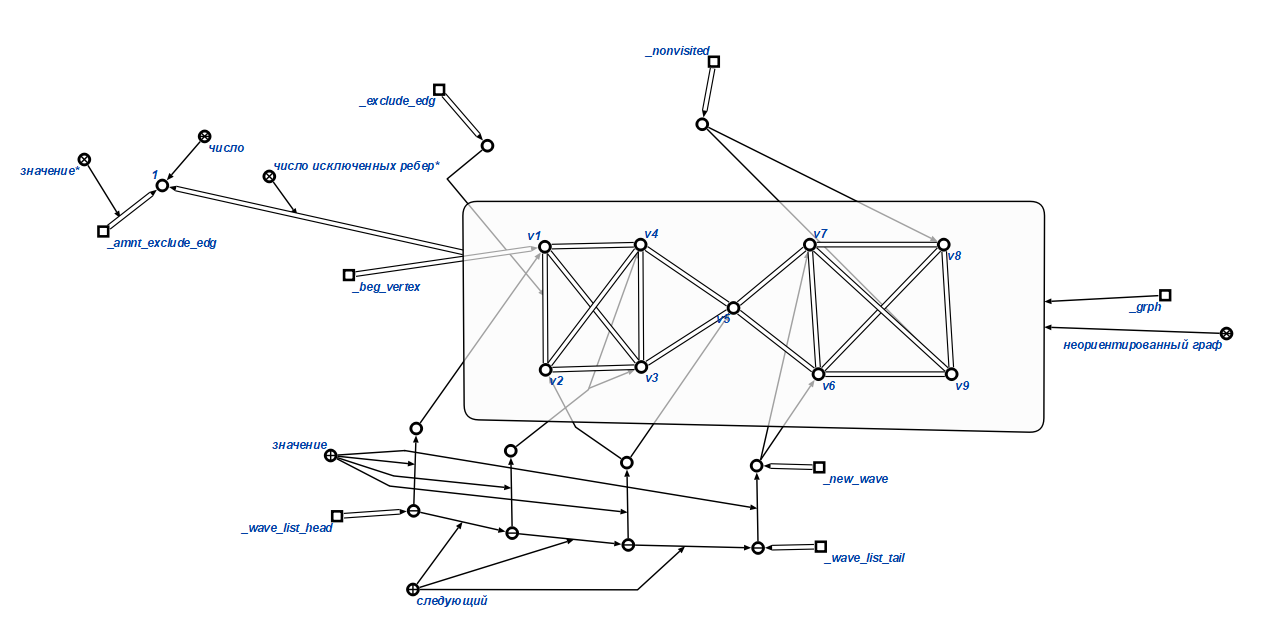 _nonvisited
_exclude_edg
число
значение*
число исключенных ребер*
1
_amnt_exclude_edg
v1
v4
v7
v8
_beg_vertex
_grph
v5
неориентированный граф
v2
v3
v6
v9
значение
_new_wave
_wave_list_head
_wave_list_tail
следующий